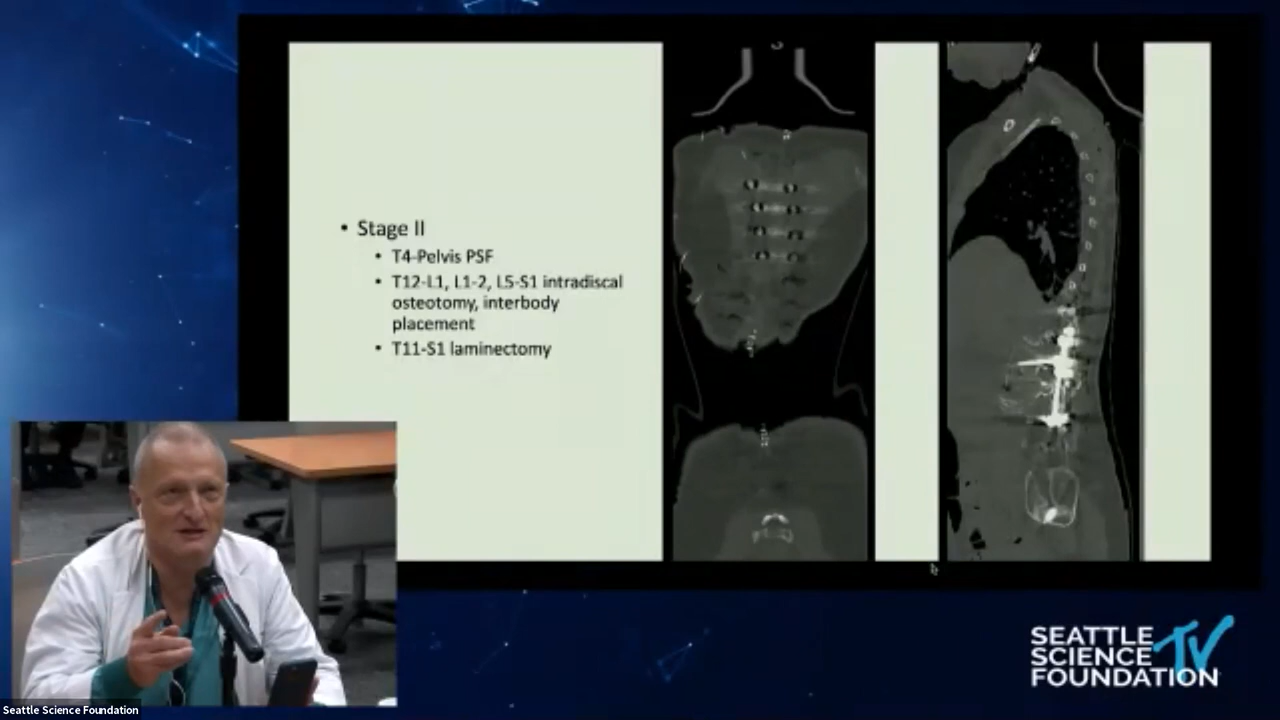 • Stage II
• T4-Pelvis PSF
• T12-L1, L1-2, L5-S1 intradiscal
osteotomy, interbody
placement
• T11-S1 laminectomy
SEATTLE
SCIENCE TV
FOUNDATION
Seattle Science Foundation